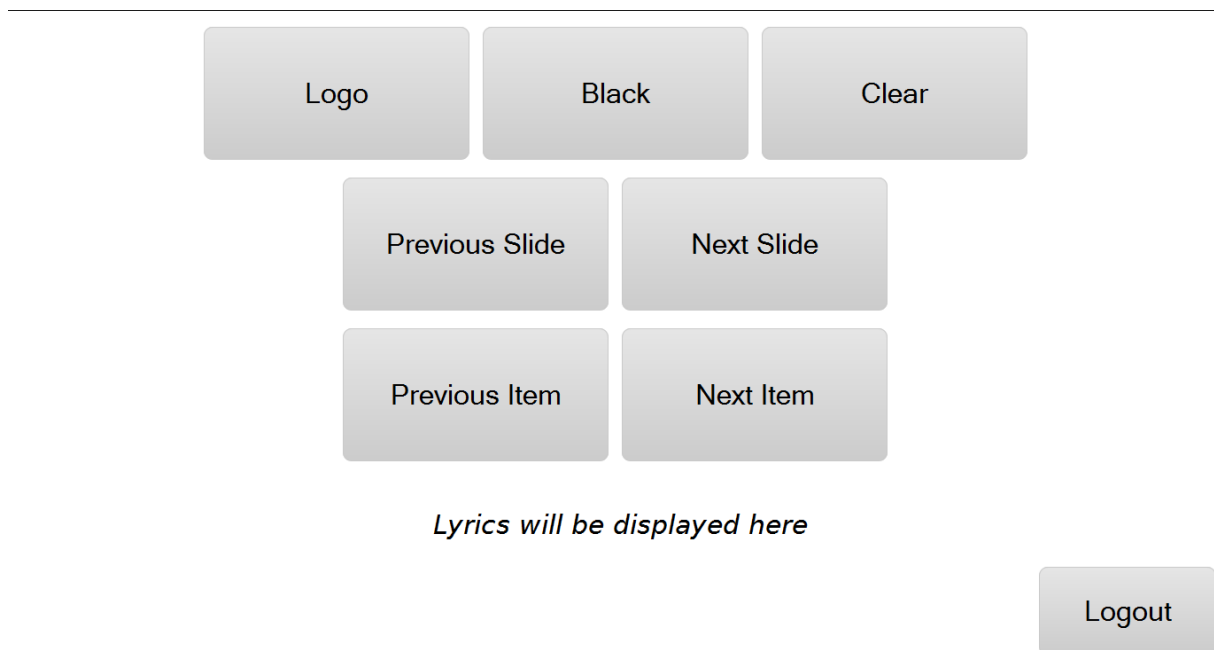 Logo Black Clear
Previous Slide Next Slide
Previous Item Next Item
Lyrics will be displayed here
Logout